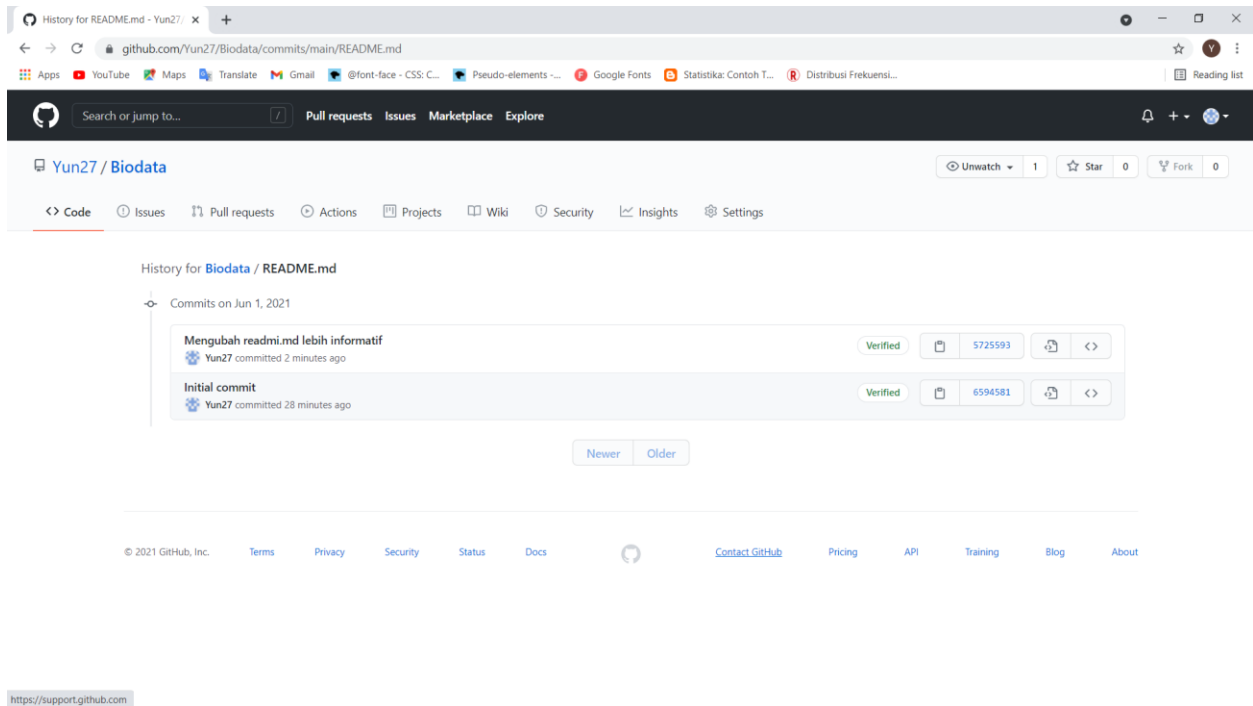 History for README.md - Yun27/
github.com/Yun27/Biodata/commits/main/README.md
Y
Apps YouTube Maps Translate Gmail @font-face - CSS: C... Pseudo-elements -... Google Fonts Statistika: Contoh T... Distribusi Frekuensi... Reading list
Search or jump to... / Pull requests Issues Marketplace Explore
Yun27 / Biodata Unwatch 1 Star 0 Fork 0
Code Issues Pull requests Actions Projects Wiki Security Insights Settings
History for Biodata / README.md
Commits on Jun 1, 2021
Mengubah readmi.md lebih informatif
Yun27 committed 2 minutes ago
Verified 5725593
Initial commit
Yun27 committed 28 minutes ago
Verified 6594581
Newer Older
© 2021 GitHub, Inc. Terms Privacy Security Status Docs Contact GitHub Pricing API Training Blog About
https://support.github.com